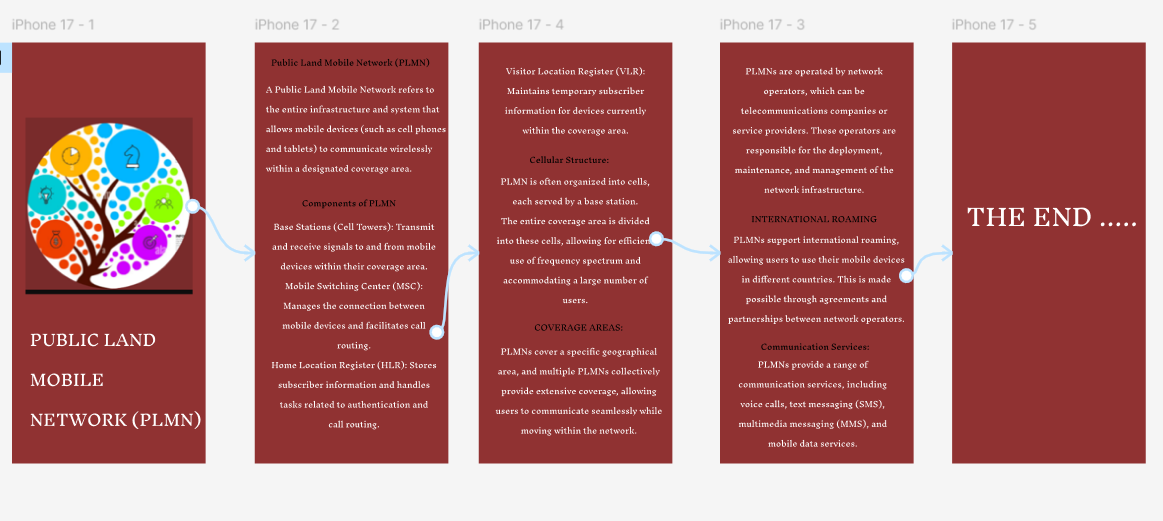 iPhone 17 - 1
PUBLIC LAND
MOBILE
NETWORK (PLMN)
iPhone 17 - 2
Public Land Mobile Network (PLMN)
A Public Land Mobile Network refers to
the entire infrastructure and system that
allows mobile devices (such as cell phones
and tablets) to communicate wirelessly
within a designated coverage area.
Components of PLMN
Base Stations (Cell Towers): Transmit
and receive signals to and from mobile
devices within their coverage area.
Mobile Switching Center (MSC):
Manages the connection between
mobile devices and facilitates call
routing.
Home Location Register (HLR): Stores
subscriber information and handles
tasks related to authentication and
call routing.
iPhone 17 - 4
Visitor Location Register (VLR):
Maintains temporary subscriber
information for devices currently
within the coverage area.
Cellular Structure:
PLMN is often organized into cells,
each served by a base station.
The entire coverage area is divided
into these cells, allowing for efficient
use of frequency spectrum and
accommodating a large number of
users.
COVERAGE AREAS:
PLMNs cover a specific geographical
area, and multiple PLMNs collectively
provide extensive coverage, allowing
users to communicate seamlessly while
moving within the network.
iPhone 17 - 3
PLMNs are operated by network
operators, which can be
telecommunications companies or
service providers. These operators are
responsible for the deployment,
maintenance, and management of the
network infrastructure.
INTERNATIONAL ROAMING
PLMNs support international roaming,
allowing users to use their mobile devices
in different countries. This is made
possible through agreements and
partnerships between network operators.
Communication Services:
PLMNs provide a range of
communication services, including
voice calls, text messaging (SMS),
multimedia messaging (MMS), and
mobile data services.
iPhone 17 - 5
THE END .....